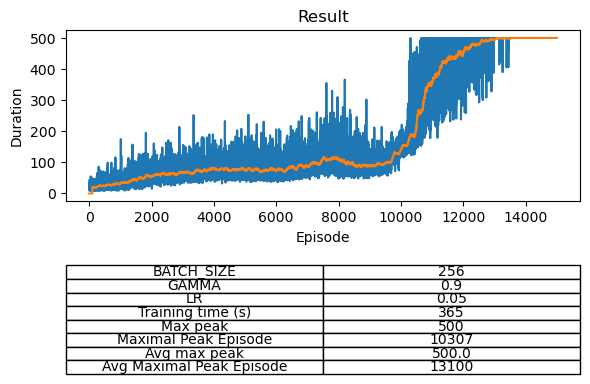 Result
500
400
300
200
100
0
Duration
0 2000 4000 6000 8000 10000 12000 14000
Episode
BATCH_SIZE 256
GAMMA 0.9
LR 0.05
Training time (s) 365
Max peak 500
Maximal Peak Episode 10307
Avg max peak 500.0
Avg Maximal Peak Episode 13100